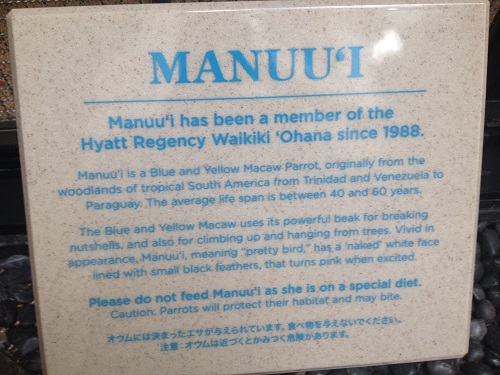 MANUU‘I
Manuu‘i has been a member of the
Hyatt Regency Waikiki ‘Ohana since 1988.
Manuu‘i is a Blue and Yellow Macaw Parrot, originally from the
woodlands of tropical South America from Trinidad and Venezuela to
Paraguay. The average life span is between 40 and 60 years.
The Blue and Yellow Macaw uses its powerful beak for breaking
nutshells, and also for climbing up and hanging from trees. Vivid in
appearance, Manu‘u‘i, meaning “pretty bird,” has a ‘naked’ white face
lined with small black feathers, that turns pink when excited.
Please do not feed Manuu‘i as she is on a special diet.
Caution: Parrots will protect their habitat and may bite.
オウムには決まったエサが与えられています。食べ物を与えないでください。
注意：オウムは近づくとかみつく危険があります。